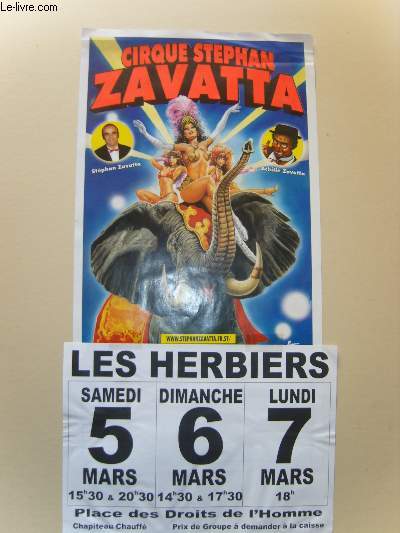 Le-livre.com
CIRQUE STEPHAN
ZAVATTA
Stéphan Zavatta
Achille Zavatta
WWW.STEPHANZAVATTA.FR.ST/
LES HERBIERS
SAMEDI DIMANCHE LUNDI
5 6 7
MARS MARS MARS
15H30 & 20H30 14H30 & 17H30 18H
Place des Droits de l'Homme
Chapiteau Chauffé Prix de Groupe à demander à la caisse